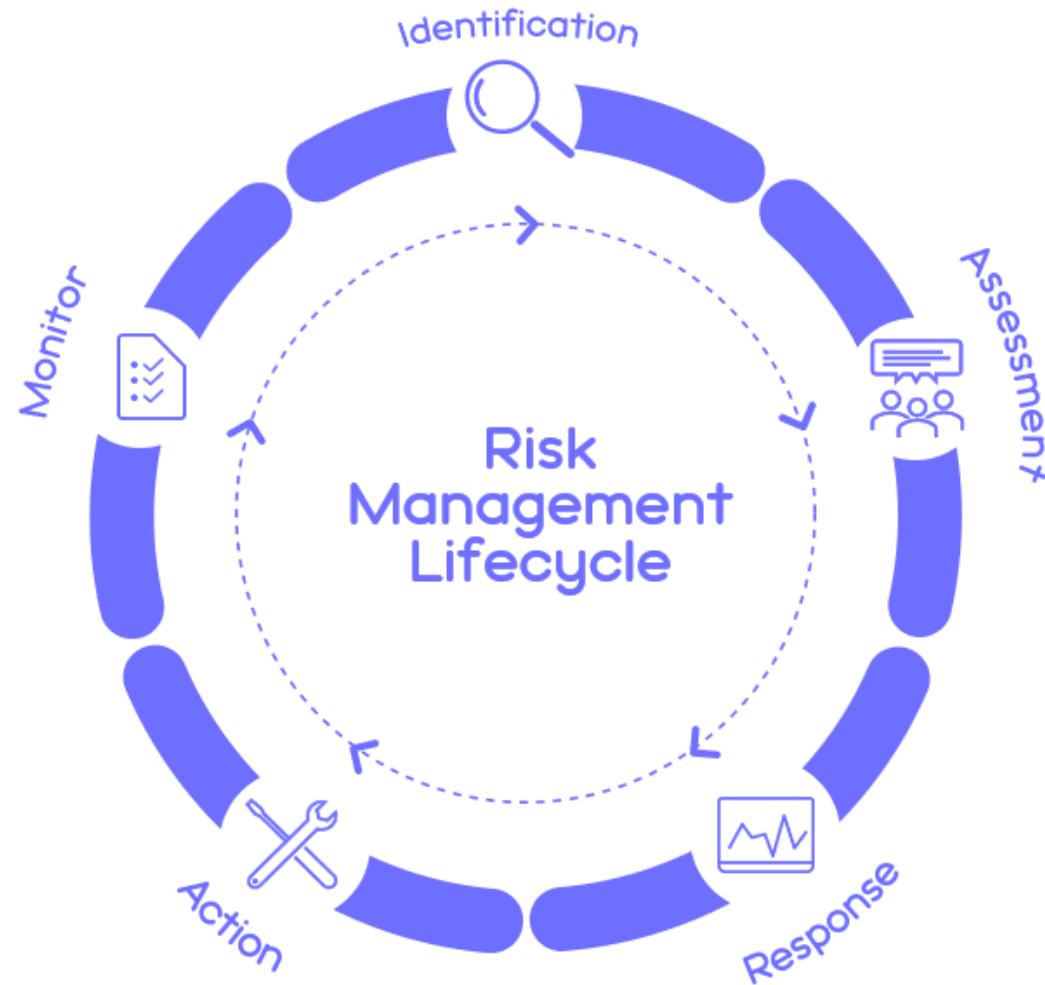 Identification
Assessment
Response
Action
Monitor
Risk
Management
Lifecycle